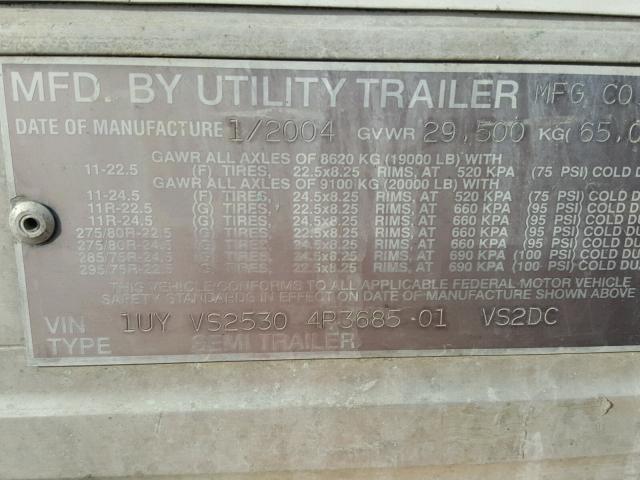 MFD. BY UTILITY TRAILER MFG CO.
DATE OF MANUFACTURE 1/2004 GVWR 29,500 KG( 65,0
GAWR ALL AXLES OF 8620 KG (19000 LB) WITH
11-22.5 (F) TIRES, 22.5x8.25 RIMS, AT 520 KPA (75 PSI) COLD DU
GAWR ALL AXLES OF 9100 KG (20000 LB) WITH
11-24.5 (F) TIRES, 24.5x8.25 RIMS, AT 520 KPA (75 PSI) COLD DU
11R-22.5 (G) TIRES, 22.5x8.25 RIMS, AT 660 KPA (95 PSI) COLD DU
11R-24.5 (G) TIRES, 24.5x8.25 RIMS, AT 660 KPA (95 PSI) COLD DU
275/80R-22.5 (G) TIRES, 22.5x8.25 RIMS, AT 660 KPA (95 PSI) COLD DU
275/80R-24.5 (G) TIRES, 24.5x8.25 RIMS, AT 660 KPA (95 PSI) COLD DU
285/75R-24.5 (G) TIRES, 24.5x8.25 RIMS, AT 690 KPA (100 PSI) COLD DU
295/75R-22.5 (G) TIRES, 22.5x8.25 RIMS, AT 690 KPA (100 PSI) COLD DU
THIS VEHICLE CONFORMS TO ALL APPLICABLE FEDERAL MOTOR VEHICLE
SAFETY STANDARDS IN EFFECT ON DATE OF MANUFACTURE SHOWN ABOVE
VIN 1UY VS2530 4P3685 01 VS2DC
TYPE SEMI TRAILER